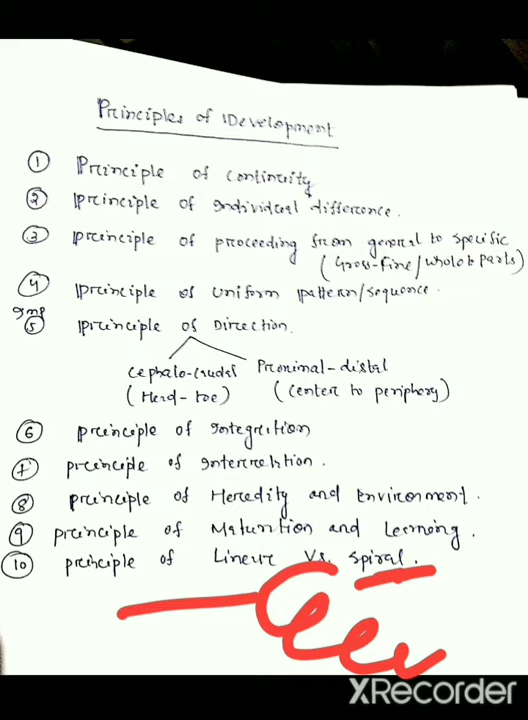 Principles of Development
① Principle of continuity
② principle of individual difference.
③ principle of proceeding from general to specific
(Gross-fine/whole to parts)
④ principle of uniform pattern/sequence.
Imp
⑤ principle of Direction.
Cephalo-caudal Proximal-distal
(Head-toe) (center to periphery)
⑥ principle of Integration
⑦ principle of interrelation.
⑧ principle of Heredity and Environment.
⑨ principle of Maturation and Learning.
⑩ principle of Linear Vs. Spiral.
XRecorder